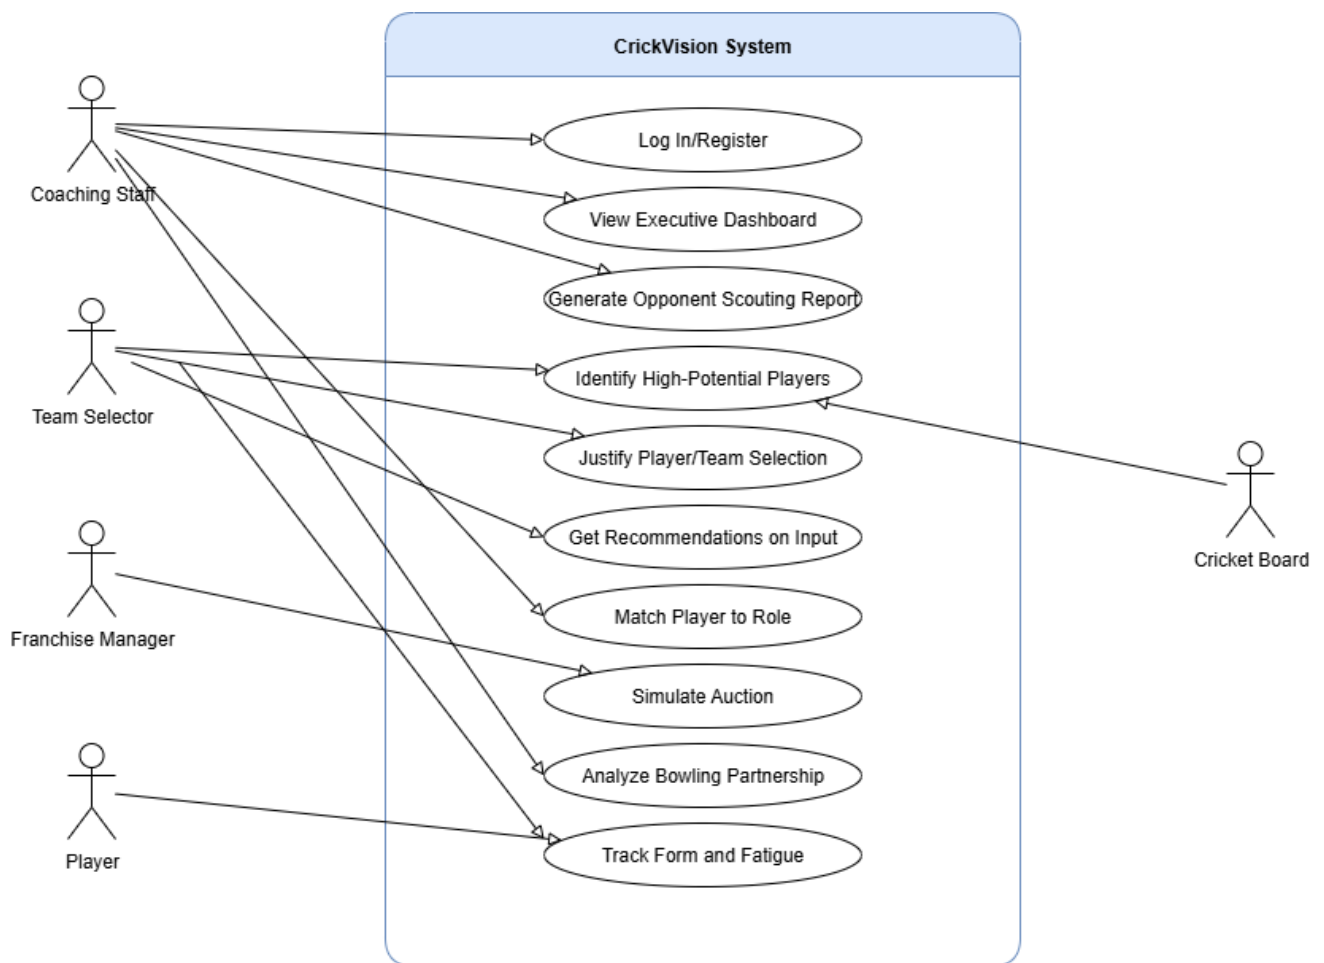 CrickVision System
Coaching Staff
Team Selector
Franchise Manager
Player
Log In/Register
View Executive Dashboard
Generate Opponent Scouting Report
Identify High-Potential Players
Justify Player/Team Selection
Get Recommendations on Input
Match Player to Role
Simulate Auction
Analyze Bowling Partnership
Track Form and Fatigue
Cricket Board